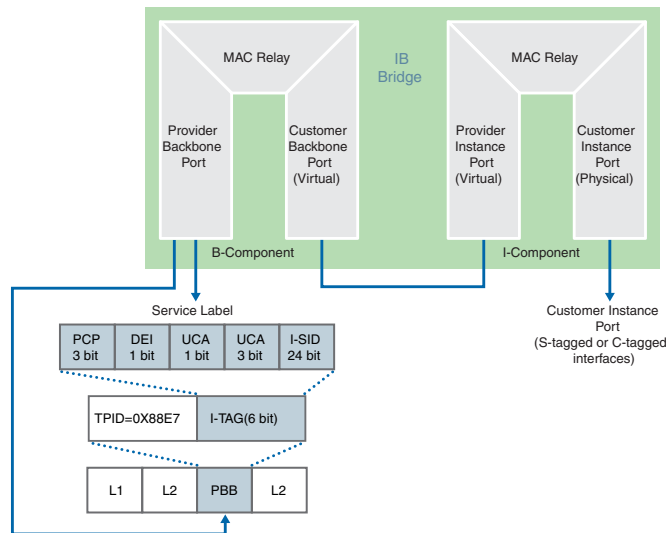 MAC Relay
IB
Bridge
MAC Relay
Provider
Backbone
Port
Customer
Backbone
Port
(Virtual)
Provider
Instance
Port
(Virtual)
Customer
Instance
Port
(Physical)
B-Component
I-Component
Service Label
PCP
3 bit
DEI
1 bit
UCA
1 bit
UCA
3 bit
I-SID
24 bit
Customer Instance
Port
(S-tagged or C-tagged
interfaces)
TPID=0X88E7
I-TAG(6 bit)
L1
L2
PBB
L2